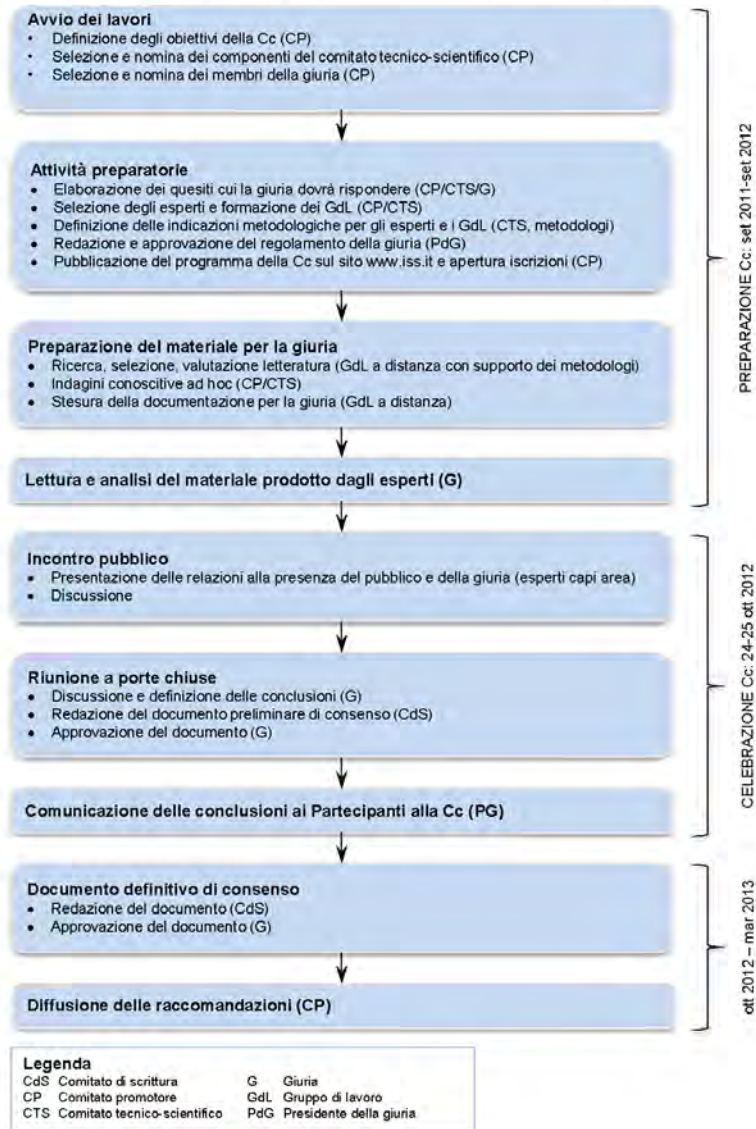 Avvio dei lavori
• Definizione degli obiettivi della Cc (CP)
• Selezione e nomina dei componenti del comitato tecnico-scientifico (CP)
• Selezione e nomina dei membri della giuria (CP)
Attività preparatorie
• Elaborazione dei quesiti cui la giuria dovrà rispondere (CP/CTS/G)
• Selezione degli esperti e formazione dei GdL (CP/CTS)
• Definizione delle indicazioni metodologiche per gli esperti e i GdL (CTS, metodologi)
• Redazione e approvazione del regolamento della giuria (PdG)
• Pubblicazione del programma della Cc sul sito www.iss.it e apertura iscrizioni (CP)
Preparazione del materiale per la giuria
• Ricerca, selezione, valutazione letteratura (GdL a distanza con supporto dei metodologi)
• Indagini conoscitive ad hoc (CP/CTS)
• Stesura della documentazione per la giuria (GdL a distanza)
Lettura e analisi del materiale prodotto dagli esperti (G)
PREPARAZIONE Cc: set 2011-set 2012
Incontro pubblico
• Presentazione delle relazioni alla presenza del pubblico e della giuria (esperti capi area)
• Discussione
Riunione a porte chiuse
• Discussione e definizione delle conclusioni (G)
• Redazione del documento preliminare di consenso (CdS)
• Approvazione del documento (G)
Comunicazione delle conclusioni ai Partecipanti alla Cc (PG)
CELEBRAZIONE Cc: 24-25 ott 2012
Documento definitivo di consenso
• Redazione del documento (CdS)
• Approvazione del documento (G)
Diffusione delle raccomandazioni (CP)
ott 2012 – mar 2013
Legenda
CdS Comitato di scrittura G Giuria
CP Comitato promotore GdL Gruppo di lavoro
CTS Comitato tecnico-scientifico PdG Presidente della giuria